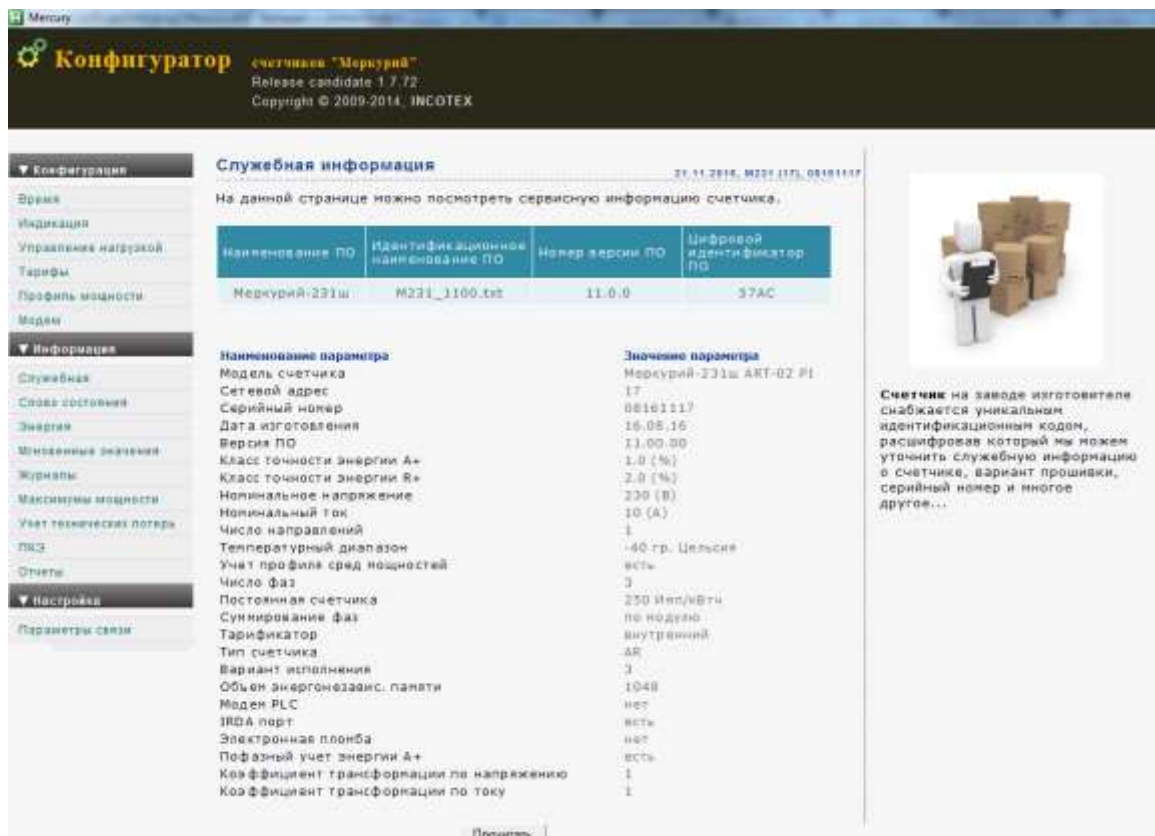 Mercury
Конфигуратор
счетчиков "Меркурий"
Release candidate 1.7.72
Copyright © 2009-2014, INCOTEX
▼ Конфигурация
Время
Индикация
Управление нагрузкой
Тарифы
Профиль мощности
Модем
▼ Информация
Служебная
Слово состояния
Энергия
Мгновенные значения
Журналы
Максимумы мощности
Учет технических потерь
ПКЭ
Отчеты
▼ Настройка
Параметры связи
Служебная информация
21.11.2016, M231 (17), 08161117
На данной странице можно посмотреть сервисную информацию счетчика.
Наименование ПО Идентификационное наименование ПО Номер версии ПО Цифровой идентификатор ПО
Меркурий-231ш M231_1100.txt 11.0.0 37AC
Наименование параметра Значение параметра
Модель счетчика Меркурий-231ш ART-02 PI
Сетевой адрес 17
Серийный номер 08161117
Дата изготовления 16.08.16
Версия ПО 11.00.00
Класс точности энергии A+ 1.0 (%)
Класс точности энергии R+ 2.0 (%)
Номинальное напряжение 230 (В)
Номинальный ток 10 (А)
Число направлений 1
Температурный диапазон -40 гр. Цельсия
Учет профиля сред мощностей есть
Число фаз 3
Постоянная счетчика 250 Имп/кВтч
Суммирование фаз по модулю
Тарификатор внутренний
Тип счетчика AR
Вариант исполнения 3
Объем энергонезавис. памяти 1048
Модем PLC нет
IRDA порт есть
Электронная пломба нет
Пофазный учет энергии A+ есть
Коэффициент трансформации по напряжению 1
Коэффициент трансформации по току 1
Прочитать
Счетчик на заводе изготовителе
снабжается уникальным
идентификационным кодом,
расшифровав который мы можем
уточнить служебную информацию
о счетчике, вариант прошивки,
серийный номер и многое
другое...